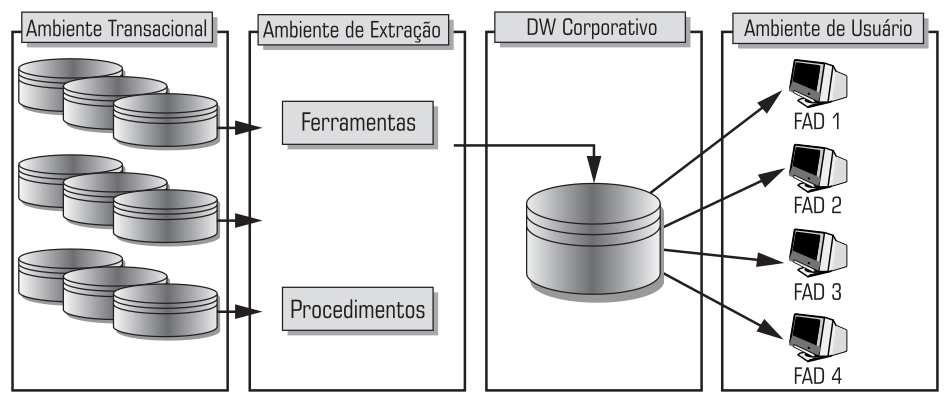 Ambiente Transacional
Ambiente de Extração
DW Corporativo
Ambiente de Usuário
Ferramentas
Procedimentos
FAD 1
FAD 2
FAD 3
FAD 4